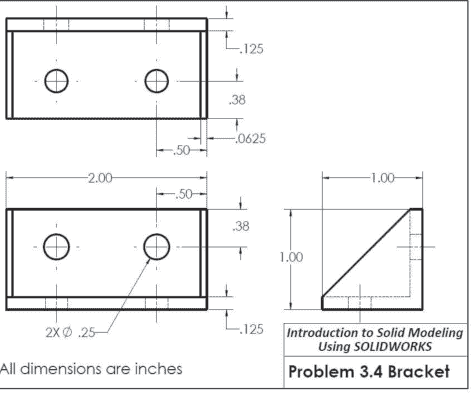 .125
.38
.0625
.50
2.00
1.00
.50
.38
1.00
2X Ø .25
.125
All dimensions are inches
Introduction to Solid Modeling
Using SOLIDWORKS
Problem 3.4 Bracket